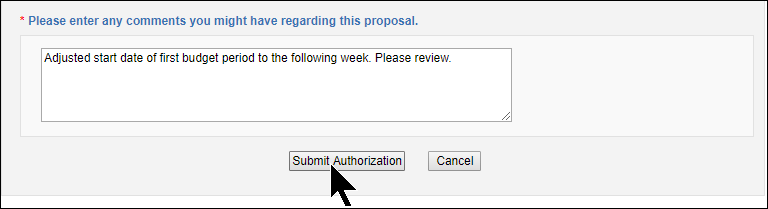 * Please enter any comments you might have regarding this proposal.
Adjusted start date of first budget period to the following week. Please review.
Submit Authorization Cancel